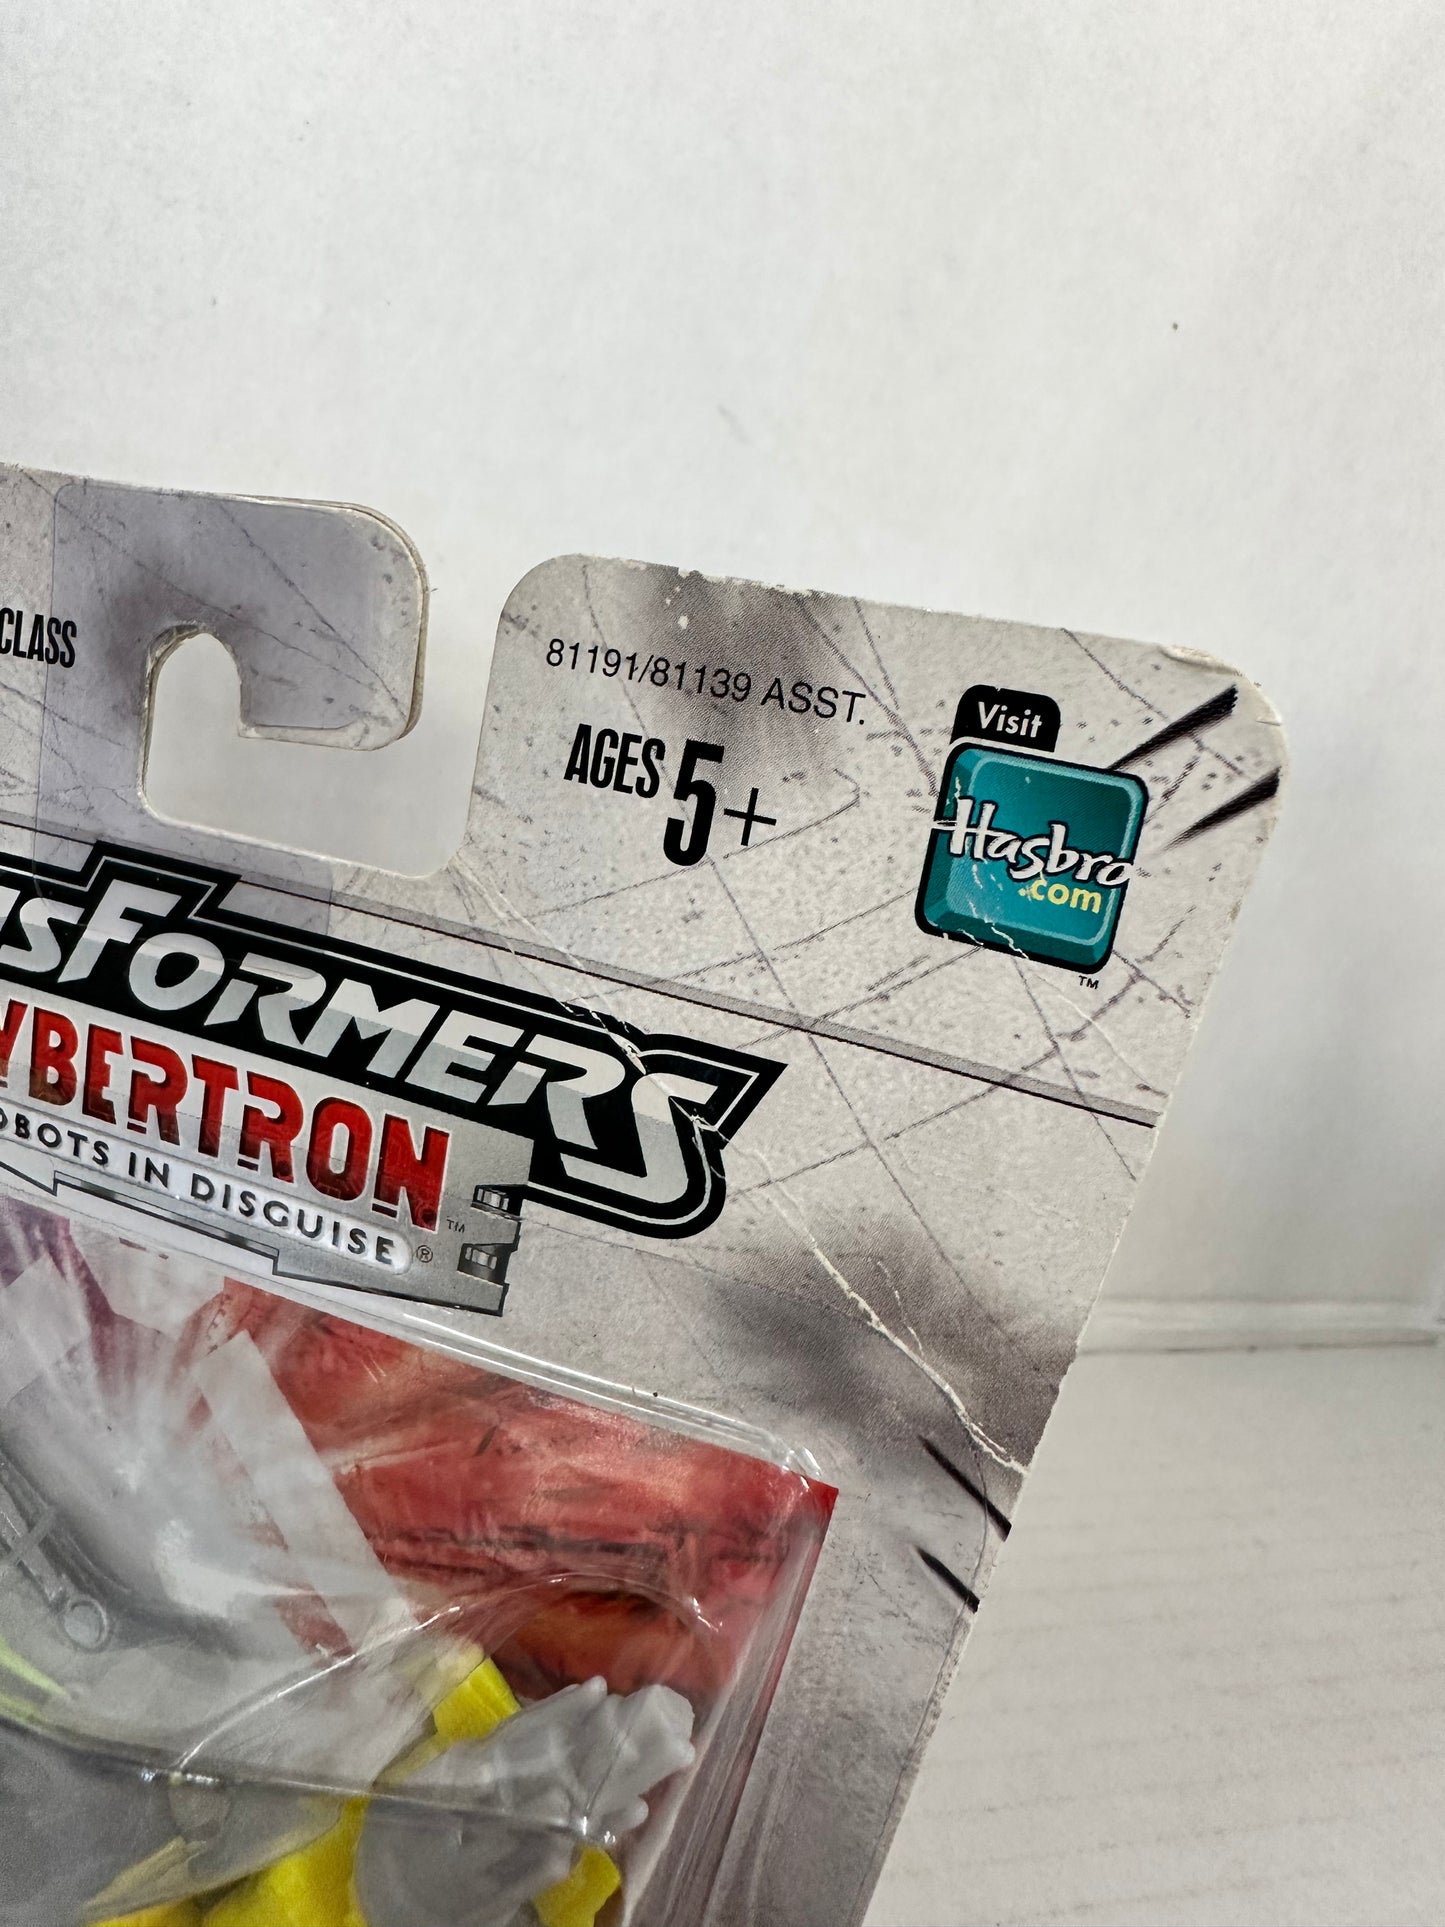 CLASS
81191/81139 ASST.
AGES 5+
Visit
Hasbro
.com
TM
SFORMERS
YBERTRON TM
OBOTS IN DISGUISE ®